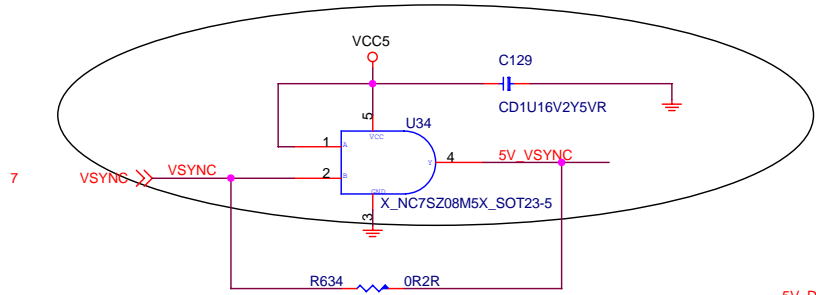 VCC5
C129
CD1U16V2Y5VR
5
U34
VCC
1
A
7
VSYNC
VSYNC
2
B
Y
4
5V_VSYNC
GND
3
X_NC7SZ08M5X_SOT23-5
R634
0R2R